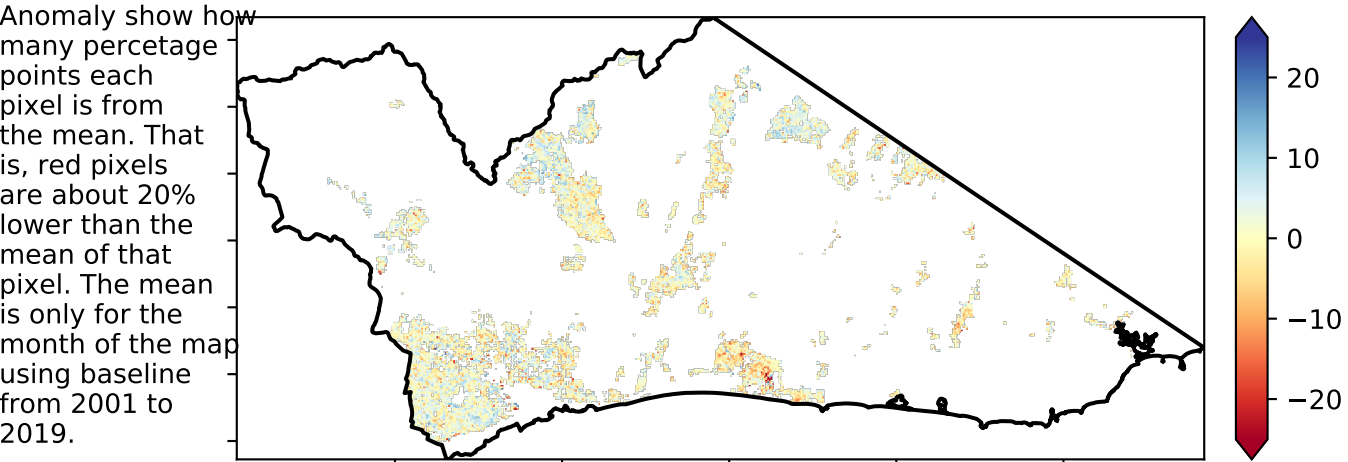 Anomaly show how
many percetage
points each
pixel is from
the mean. That
is, red pixels
are about 20%
lower than the
mean of that
pixel. The mean
is only for the
month of the map
using baseline
from 2001 to
2019.
20
10
0
−10
−20